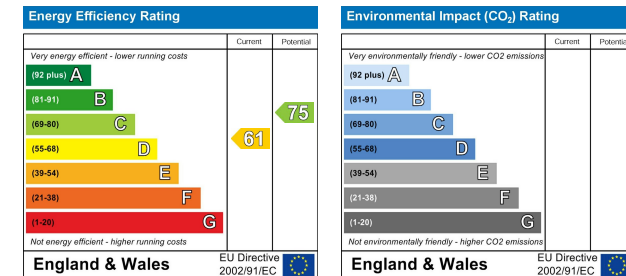 Energy Efficiency Rating
Current Potential
Very energy efficient - lower running costs
(92 plus) A
(81-91) B
(69-80) C
(55-68) D
(39-54) E
(21-38) F
(1-20) G
75
61
Not energy efficient - higher running costs
England & Wales
EU Directive
2002/91/EC
Environmental Impact (CO₂) Rating
Current Potential
Very environmentally friendly - lower CO2 emissions
(92 plus) A
(81-91) B
(69-80) C
(55-68) D
(39-54) E
(21-38) F
(1-20) G
Not environmentally friendly - higher CO2 emissions
England & Wales
EU Directive
2002/91/EC